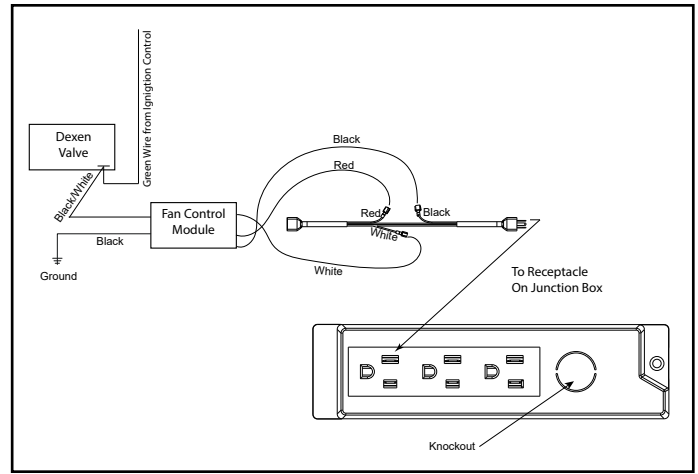 Green Wire from Ignigtion Control
Dexen
Valve
Black/White
Black
Red
Fan Control
Module
Red
Black
White
Black
Ground
White
To Receptacle
On Junction Box
Knockout